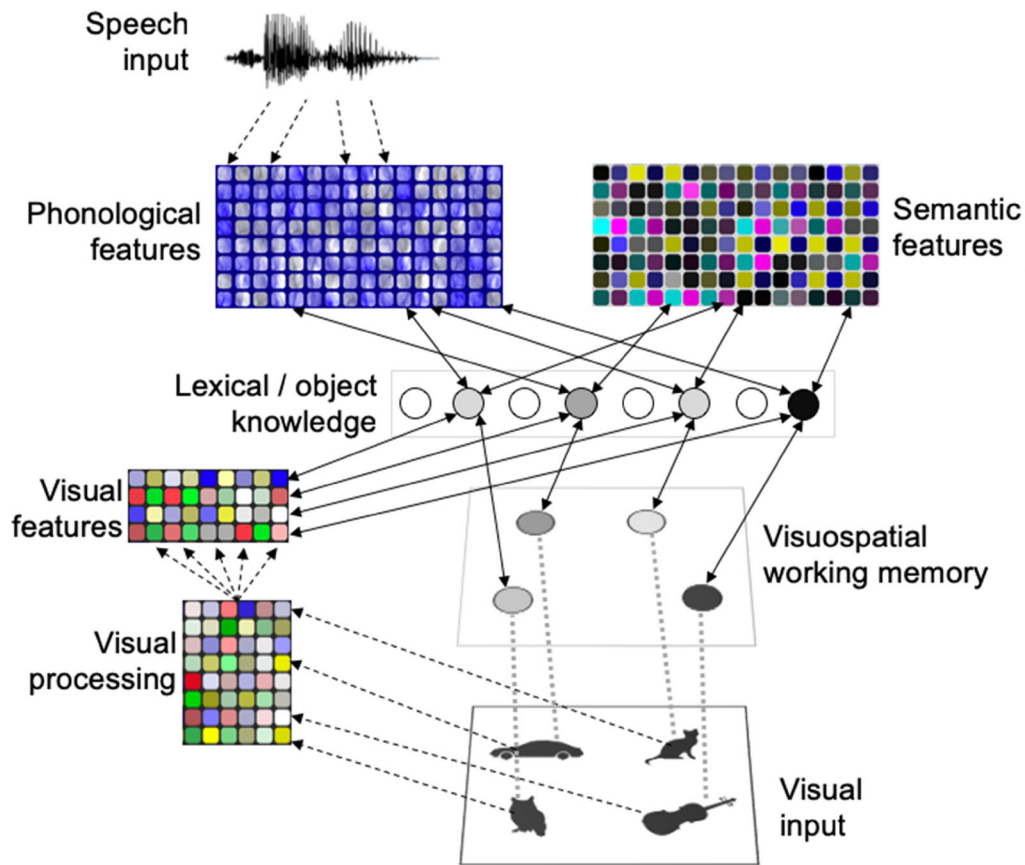 Speech
input
Phonological
features
Semantic
features
Lexical / object
knowledge
Visual
features
Visuospatial
working memory
Visual
processing
Visual
input